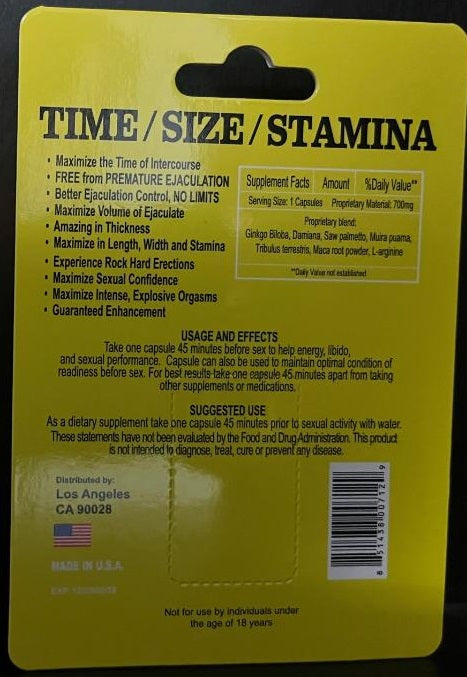 TIME/SIZE/STAMINA
• Maximize the Time of Intercourse
• FREE from PREMATURE EJACULATION
• Better Ejaculation Control, NO LIMITS
• Maximize Volume of Ejaculate
• Amazing in Thickness
• Maximize in Length, Width and Stamina
• Experience Rock Hard Erections
• Maximize Sexual Confidence
• Maximize Intense, Explosive Orgasms
• Guaranteed Enhancement
Supplement Facts Amount %Daily Value**
Serving Size: 1 Capsules Proprietary Material: 700mg
Proprietary blend:
Ginkgo Biloba, Damiana, Saw palmetto, Muira puama,
Tribulus terrestris, Maca root powder, L-arginine
**Daily Value not established
USAGE AND EFFECTS
Take one capsule 45 minutes before sex to help energy, libido,
and sexual performance. Capsule can also be used to maintain optimal condition of
readiness before sex. For best results take one capsule 45 minutes apart from taking
other supplements or medications.
SUGGESTED USE
As a dietary supplement take one capsule 45 minutes prior to sexual activity with water.
These statements have not been evaluated by the Food and Drug Administration. This product
is not intended to diagnose, treat, cure or prevent any disease.
Distributed by:
Los Angeles
CA 90028
MADE IN U.S.A.
EXP:
8 51438 00712 9
Not for use by individuals under
the age of 18 years